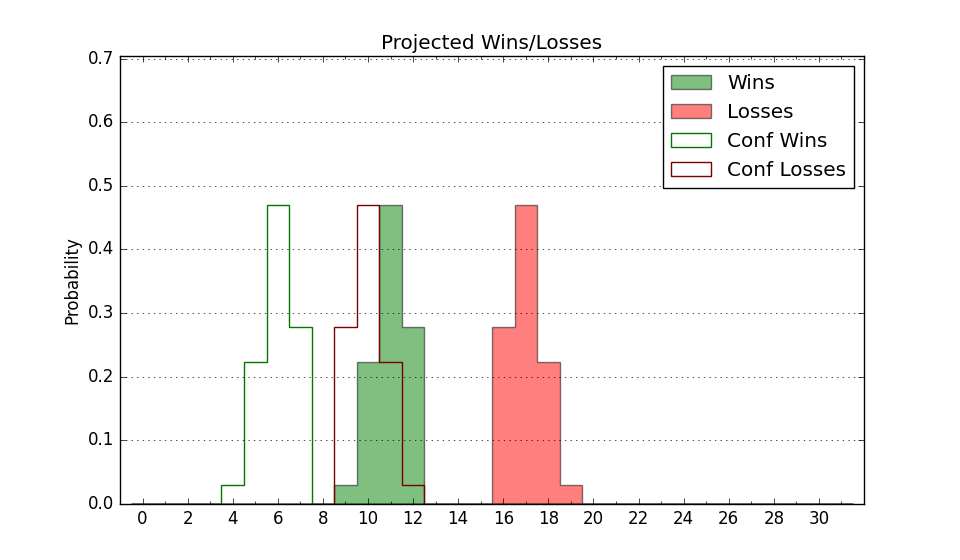 Projected Wins/Losses
0.7
0.6
0.5
0.4
0.3
0.2
0.1
0.0
Probability
Wins
Losses
Conf Wins
Conf Losses
0 2 4 6 8 10 12 14 16 18 20 22 24 26 28 30